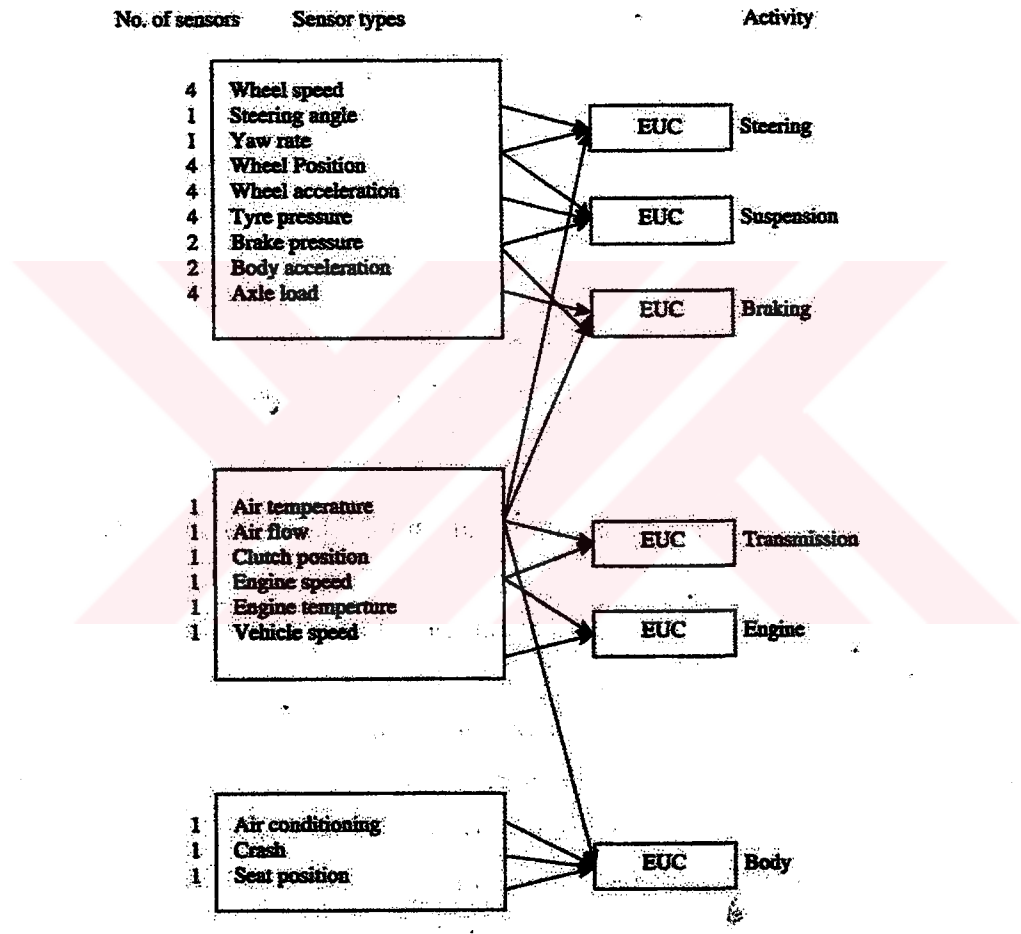 No. of sensors Sensor types Activity
4 Wheel speed
1 Steering angle
1 Yaw rate
4 Wheel Position
4 Wheel acceleration
4 Tyre pressure
2 Brake pressure
2 Body acceleration
4 Axle load
EUC Steering
EUC Suspension
EUC Braking
1 Air temperature
1 Air flow
1 Clutch position
1 Engine speed
1 Engine temperture
1 Vehicle speed
EUC Transmission
EUC Engine
1 Air conditioning
1 Crash
1 Seat position
EUC Body